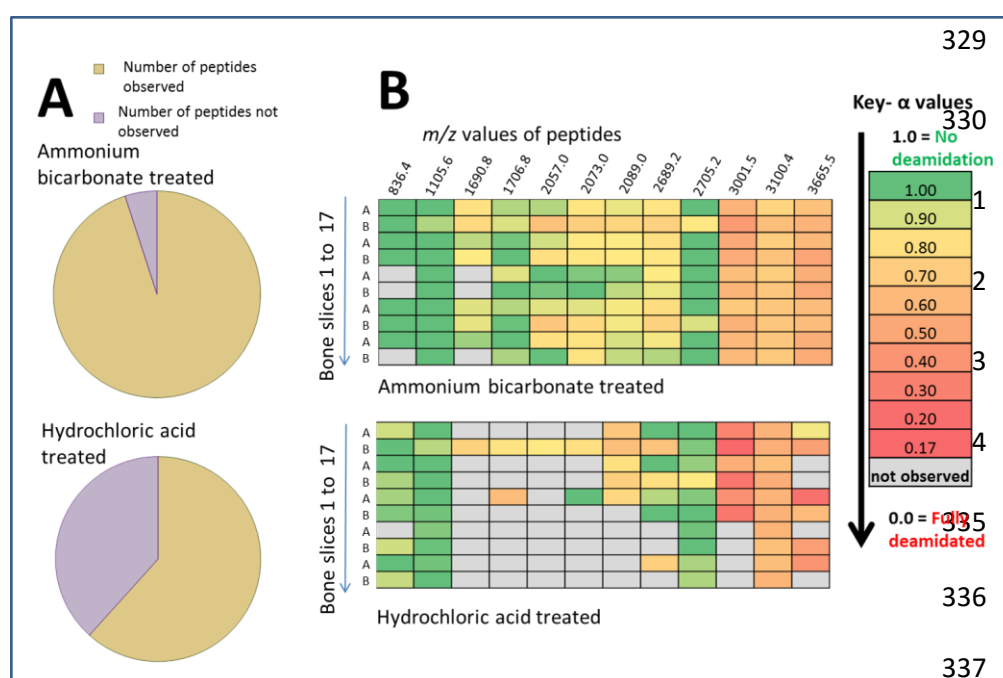 329
A
Number of peptides
observed
Number of peptides not
observed
Ammonium
bicarbonate treated
Hydrochloric acid
treated
B
m/z values of peptides
836.4 1105.6 1690.8 1706.8 2057.0 2073.0 2089.0 2689.2 2705.2 3001.5 3100.4 3665.5
Bone slices 1 to 17
A
B
A
B
A
B
A
B
A
B
Ammonium bicarbonate treated
Bone slices 1 to 17
A
B
A
B
A
B
A
B
A
B
Hydrochloric acid treated
Key- α values
330
1.0 = No
deamidation
1.00
1
0.90
0.80
0.70
2
0.60
0.50
0.40
3
0.30
0.20
0.17
4
not observed
0.0 = Fully
335
deamidated
336
337